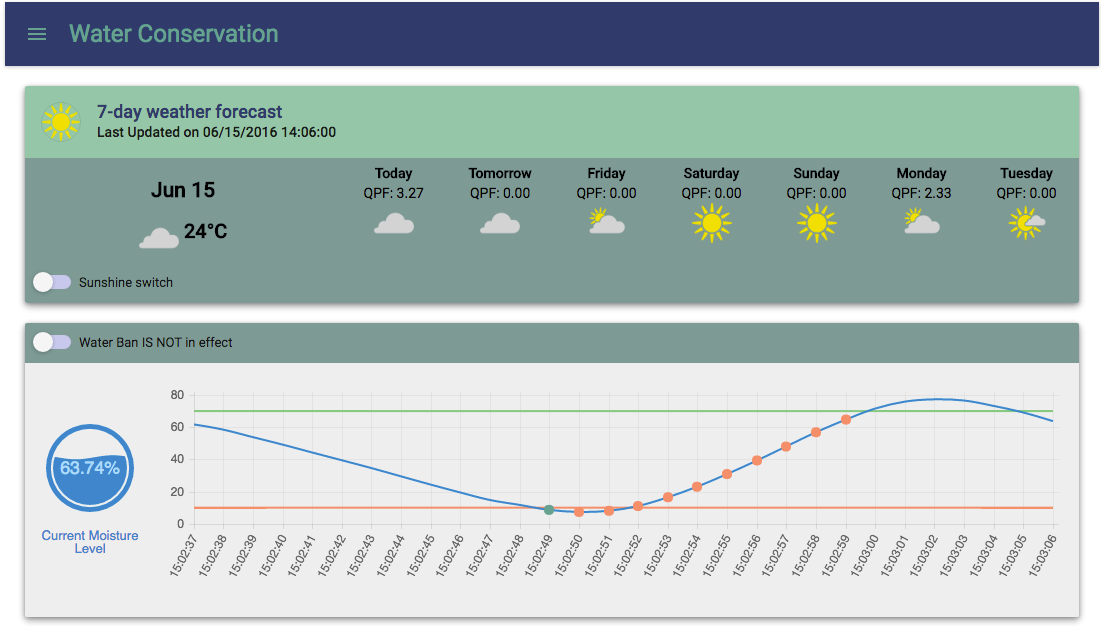 Water Conservation
7-day weather forecast
Last Updated on 06/15/2016 14:06:00
Jun 15
24°C
Today Tomorrow Friday Saturday Sunday Monday Tuesday
QPF: 3.27 QPF: 0.00 QPF: 0.00 QPF: 0.00 QPF: 0.00 QPF: 2.33 QPF: 0.00
Sunshine switch
Water Ban IS NOT in effect
63.74%
Current Moisture
Level
80
60
40
20
0
15:02:37 15:02:38 15:02:39 15:02:40 15:02:41 15:02:42 15:02:43 15:02:44 15:02:45 15:02:46 15:02:47 15:02:48 15:02:49 15:02:50 15:02:51 15:02:52 15:02:53 15:02:54 15:02:55 15:02:56 15:02:57 15:02:58 15:02:59 15:03:00 15:03:01 15:03:02 15:03:03 15:03:04 15:03:05 15:03:06